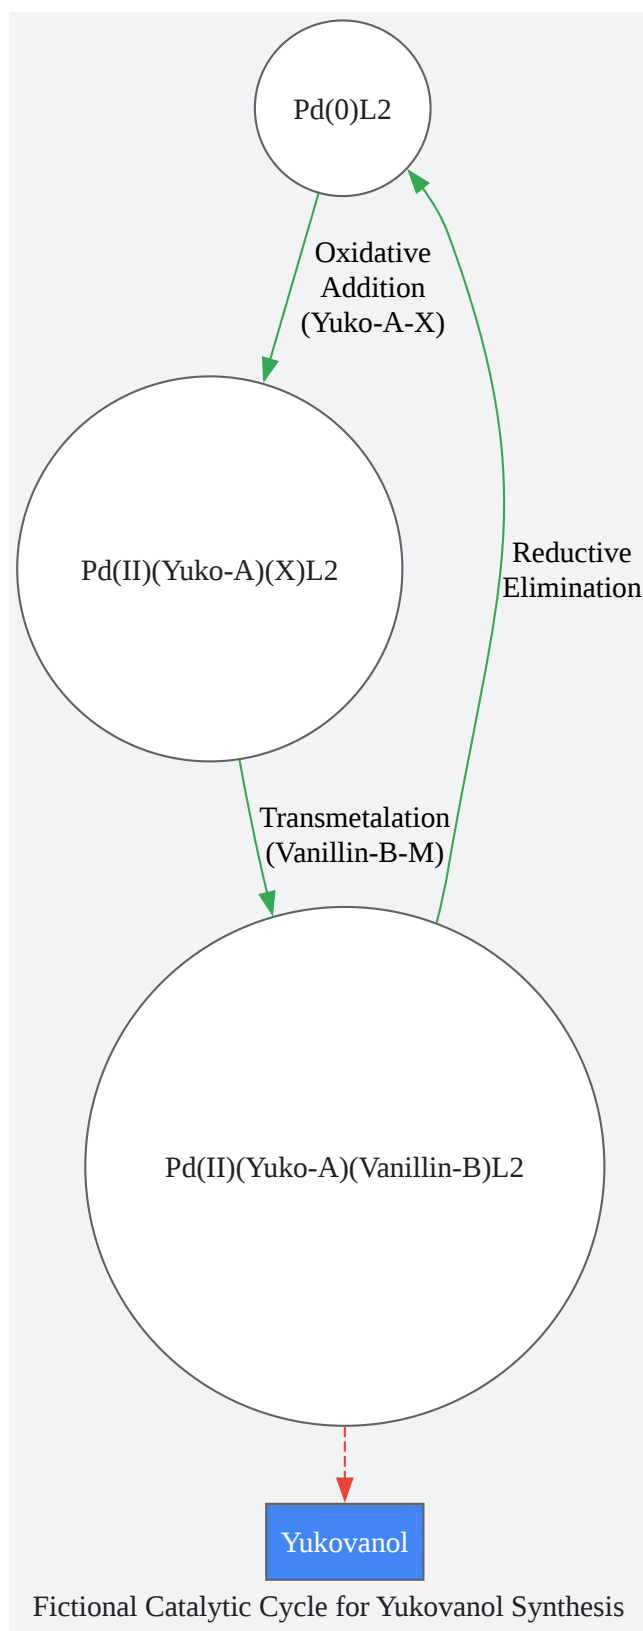 Pd(0)L2
Oxidative
Addition
(Yuko-A-X)
Pd(II)(Yuko-A)(X)L2
Reductive
Elimination
Transmetalation
(Vanillin-B-M)
Pd(II)(Yuko-A)(Vanillin-B)L2
Yukovanol
Fictional Catalytic Cycle for Yukovanol Synthesis